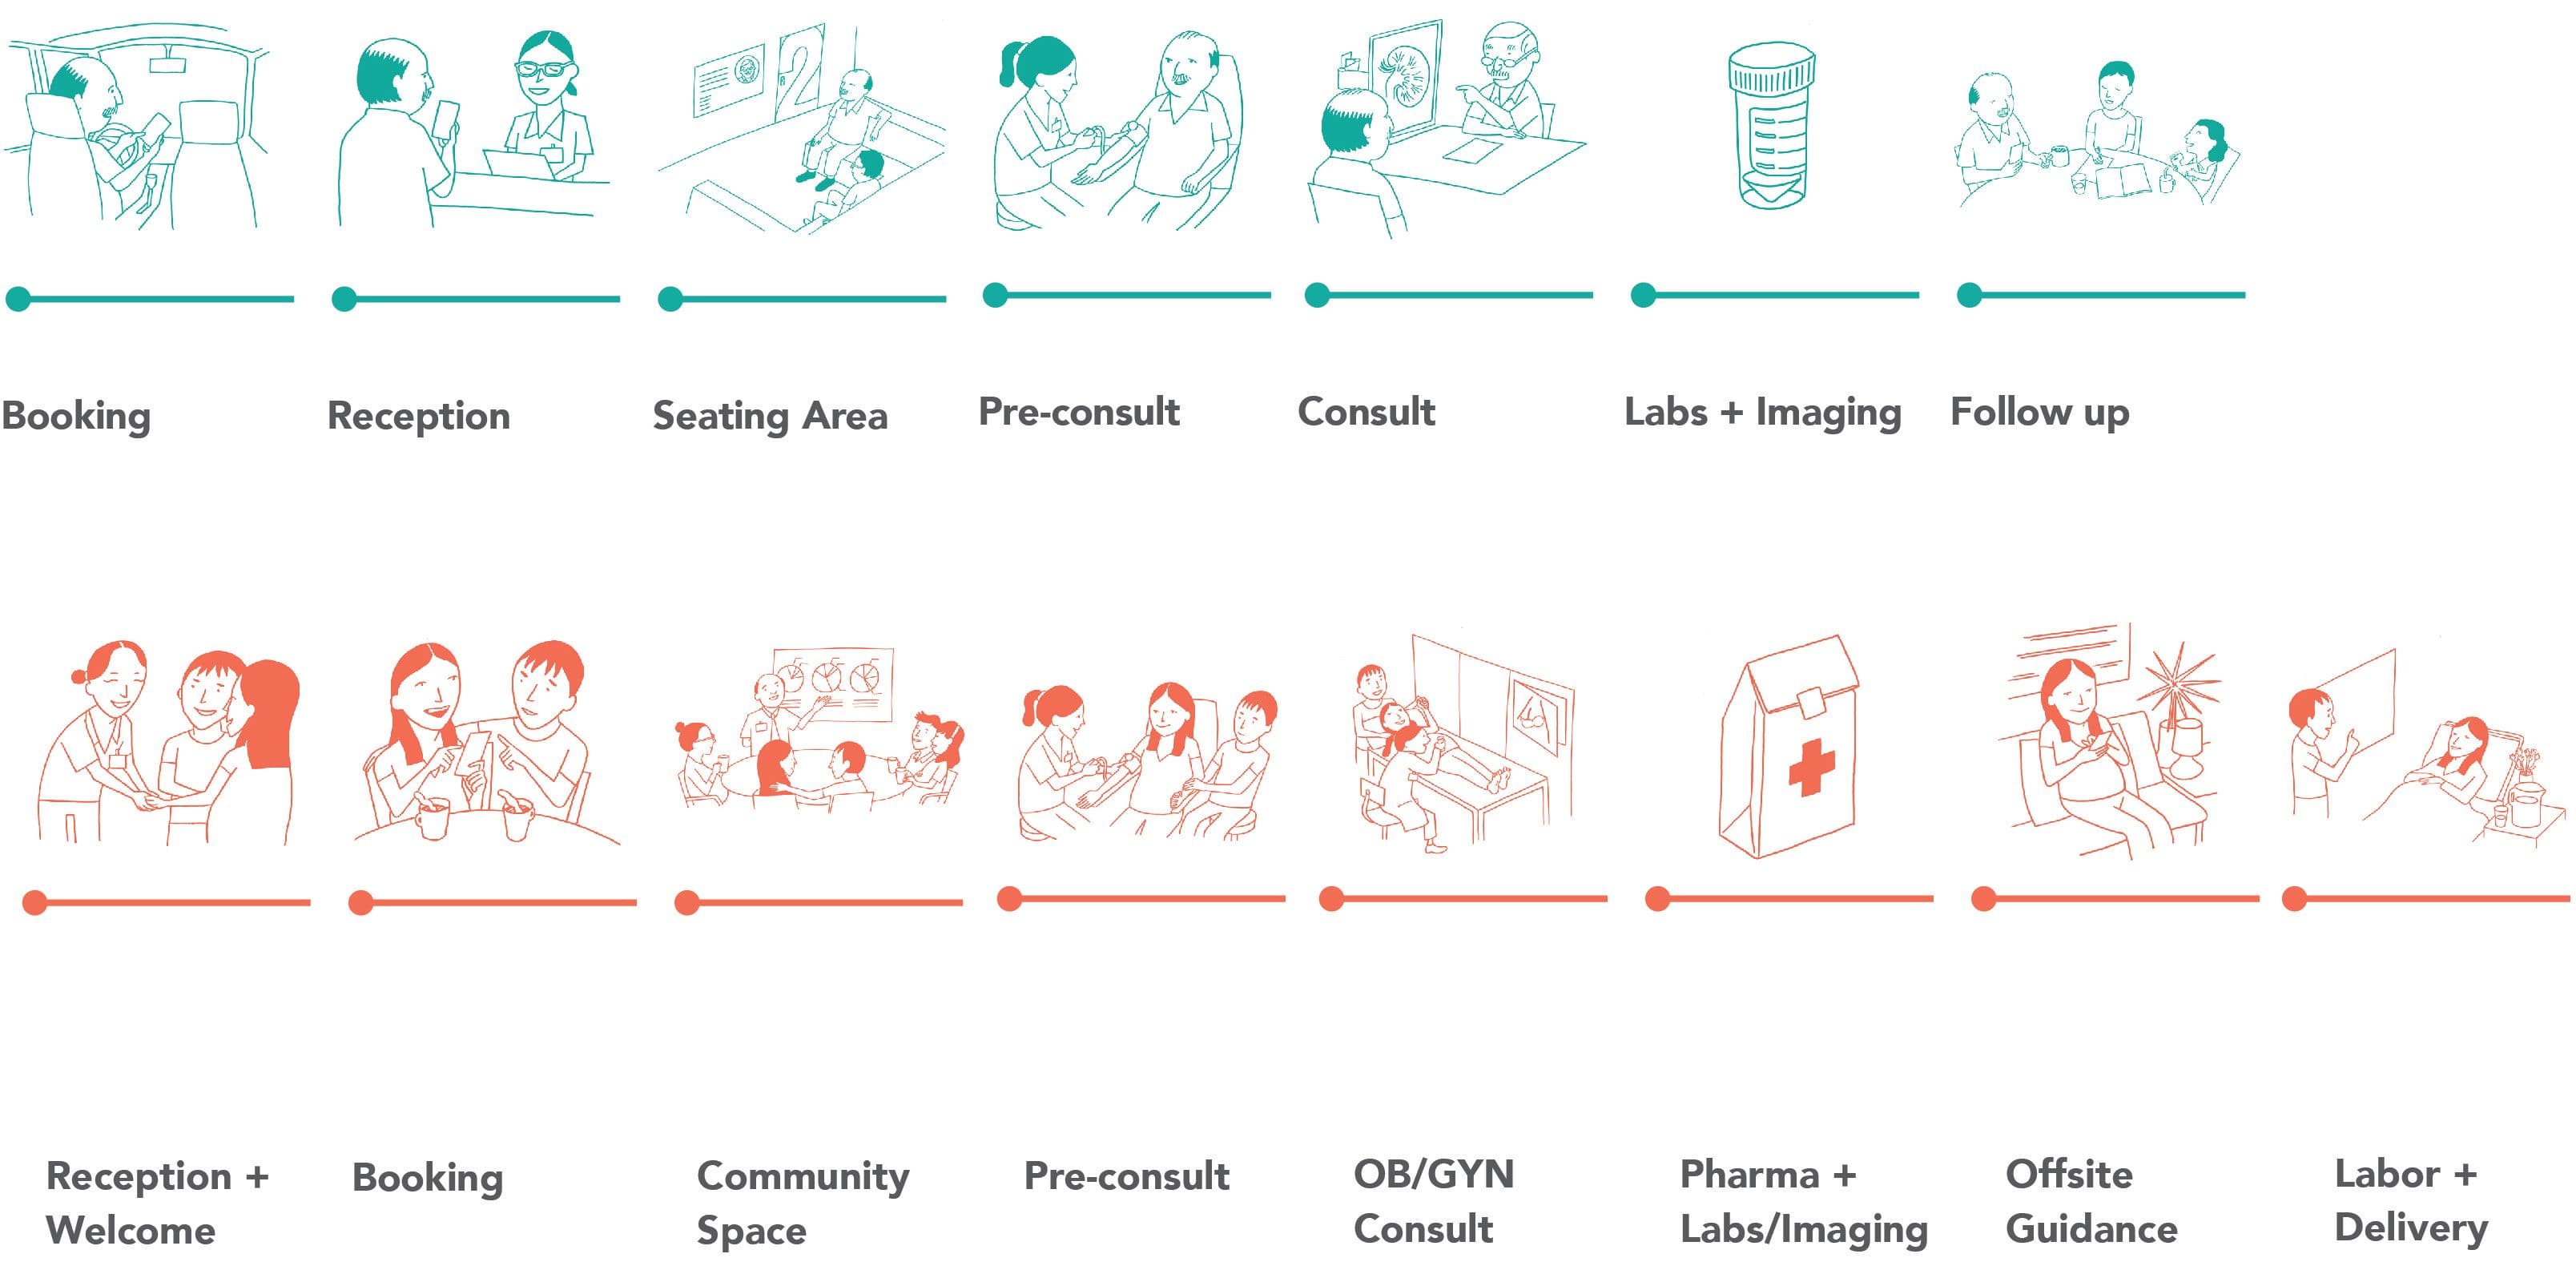 2
Booking
Reception
Seating Area
Pre-consult
Consult
Labs + Imaging
Follow up
Reception +
Welcome
Booking
Community
Space
Pre-consult
OB/GYN
Consult
Pharma +
Labs/Imaging
Offsite
Guidance
Labor +
Delivery